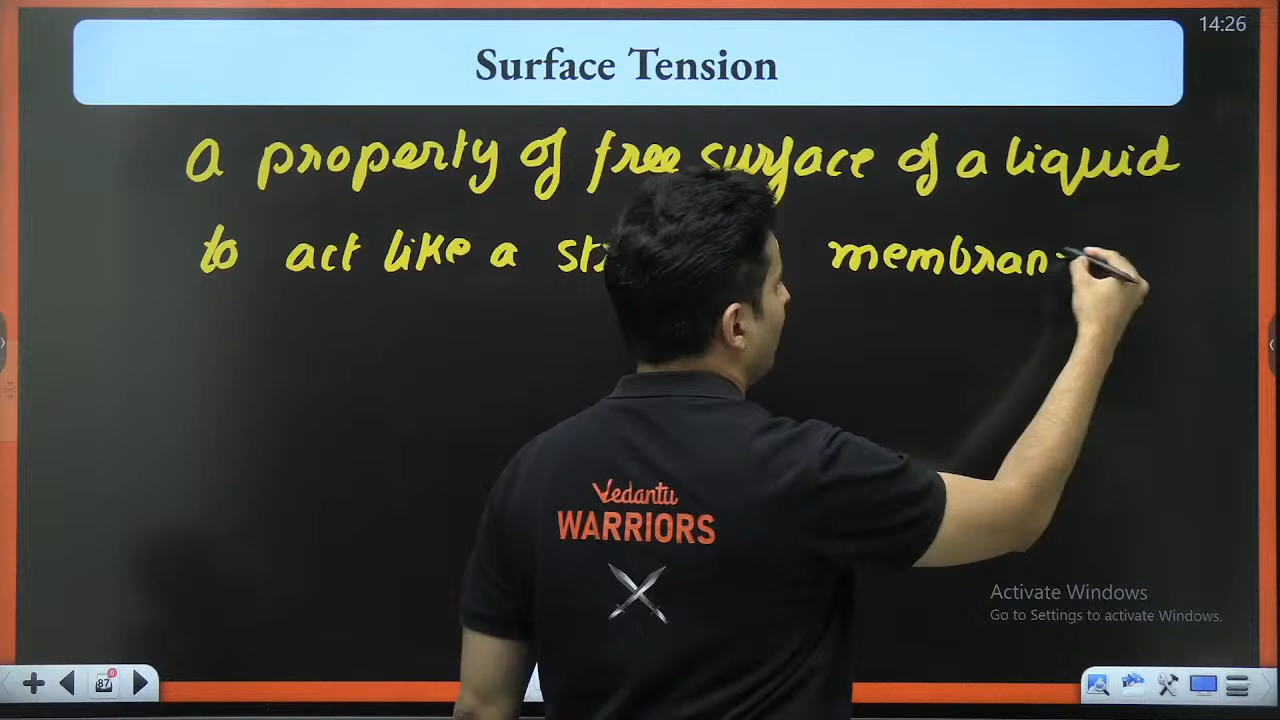 14:26
Surface Tension
a property of free surface of a liquid
to act like a membran
Vedantu
WARRIORS
Activate Windows
Go to Settings to activate Windows.
87